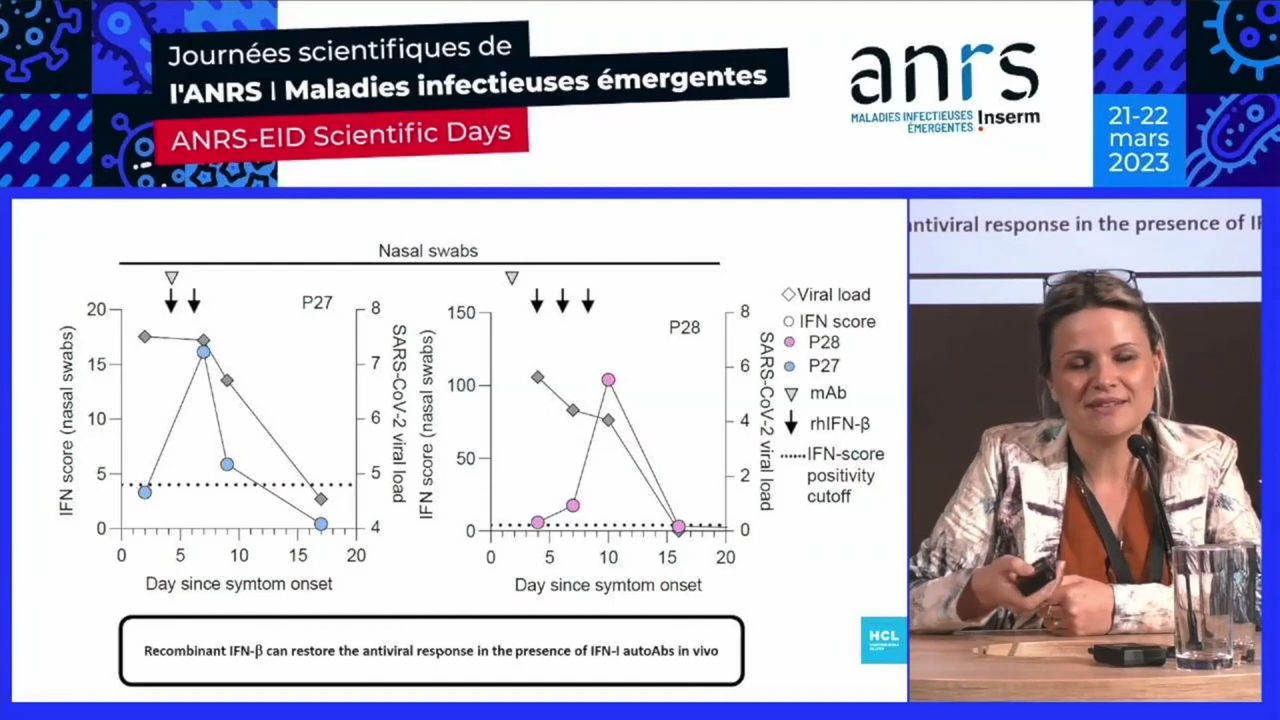 Journées scientifiques de
l'ANRS | Maladies infectieuses émergentes
ANRS-EID Scientific Days
anrs
MALADIES INFECTIEUSES
ÉMERGENTES
Inserm
21-22
mars
2023
Nasal swabs
P27
20
15
10
5
0
IFN score (nasal swabs)
8
7
6
5
4
SARS-CoV-2 viral load
0 5 10 15 20
Day since symtom onset
P28
150
100
50
0
IFN score (nasal swabs)
8
6
4
2
0
SARS-CoV-2 viral load
0 5 10 15 20
Day since symtom onset
Viral load
IFN score
P28
P27
mAb
rhIFN-β
IFN-score
positivity
cutoff
Recombinant IFN-β can restore the antiviral response in the presence of IFN-I autoAbs in vivo
HCL
antiviral response in the presence of